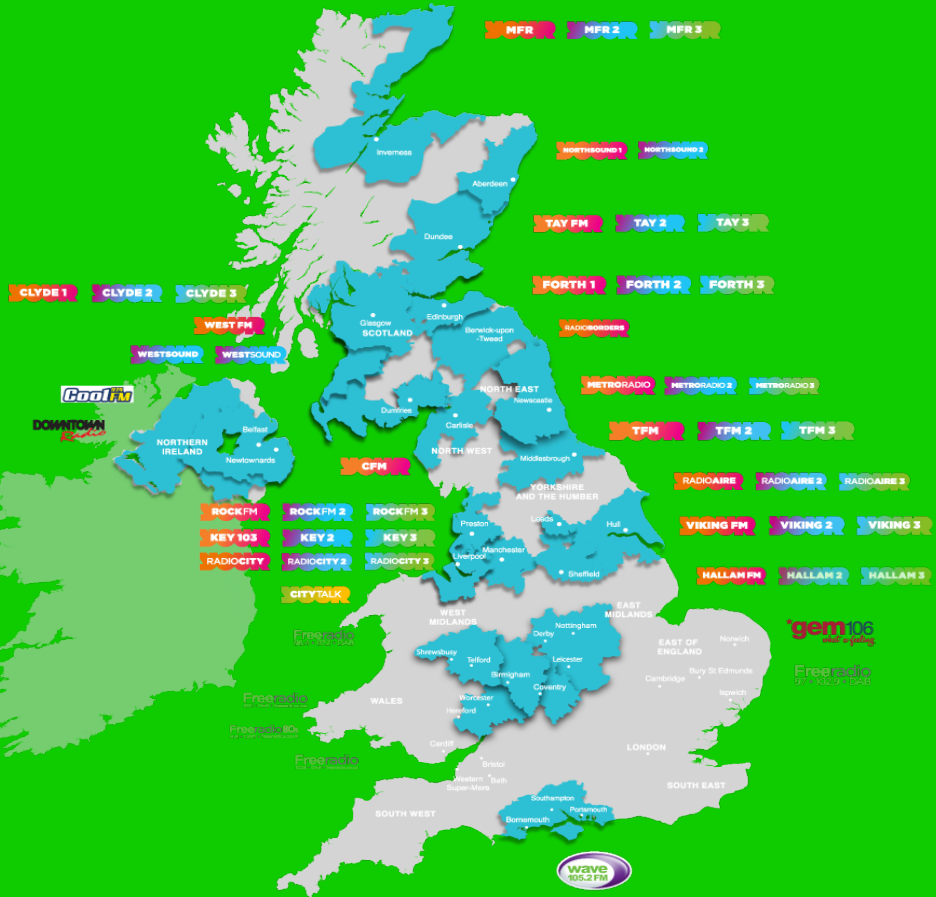 MFR MFR 2 MFR 3
Inverness
NORTHSOUND 1 NORTHSOUND 2
Aberdeen
TAY FM TAY 2 TAY 3
Dundee
FORTH 1 FORTH 2 FORTH 3
CLYDE 1 CLYDE 2 CLYDE 3
Edinburgh
Glasgow
SCOTLAND
WEST FM
RADIOBORDERS
Berwick-upon
-Tweed
WESTSOUND WESTSOUND
METRORADIO METRORADIO 2 METRORADIO 3
NORTH EAST
Newcastle
Cool FM
Dumfries
DOWNTOWN
Radio
Carlisle
TFM TFM 2 TFM 3
Belfast
NORTHERN
IRELAND
Newtownards
NORTH WEST
Middlesbrough
CFM
RADIOAIRE RADIOAIRE 2 RADIOAIRE 3
YORKSHIRE
AND THE HUMBER
ROCKFM ROCKFM 2 ROCKFM 3
Preston
Leeds
Hull
VIKING FM VIKING 2 VIKING 3
KEY 103 KEY 2 KEY 3
Manchester
Liverpool
RADIOCITY RADIOCITY 2 RADIOCITY 3
Sheffield
HALLAM FM HALLAM 2 HALLAM 3
CITYTALK
WEST
MIDLANDS
EAST
MIDLANDS
Nottingham
Derby
Freeradio
*gem106
what a feeling
EAST OF
ENGLAND
Norwich
Shrewsbusy
Telford
Leicester
Birmigham
Bury St Edmunds
Cambridge
Freeradio
Coventry
Ipswich
Freeradio
WALES
Worcester
Hereford
Freeradio80s
Cardiff
LONDON
Freeradio
Bristol
Western
Super-Mare
Bath
SOUTH EAST
Southampton
Portsmouth
SOUTH WEST
Bornemouth
wave
105.2 FM